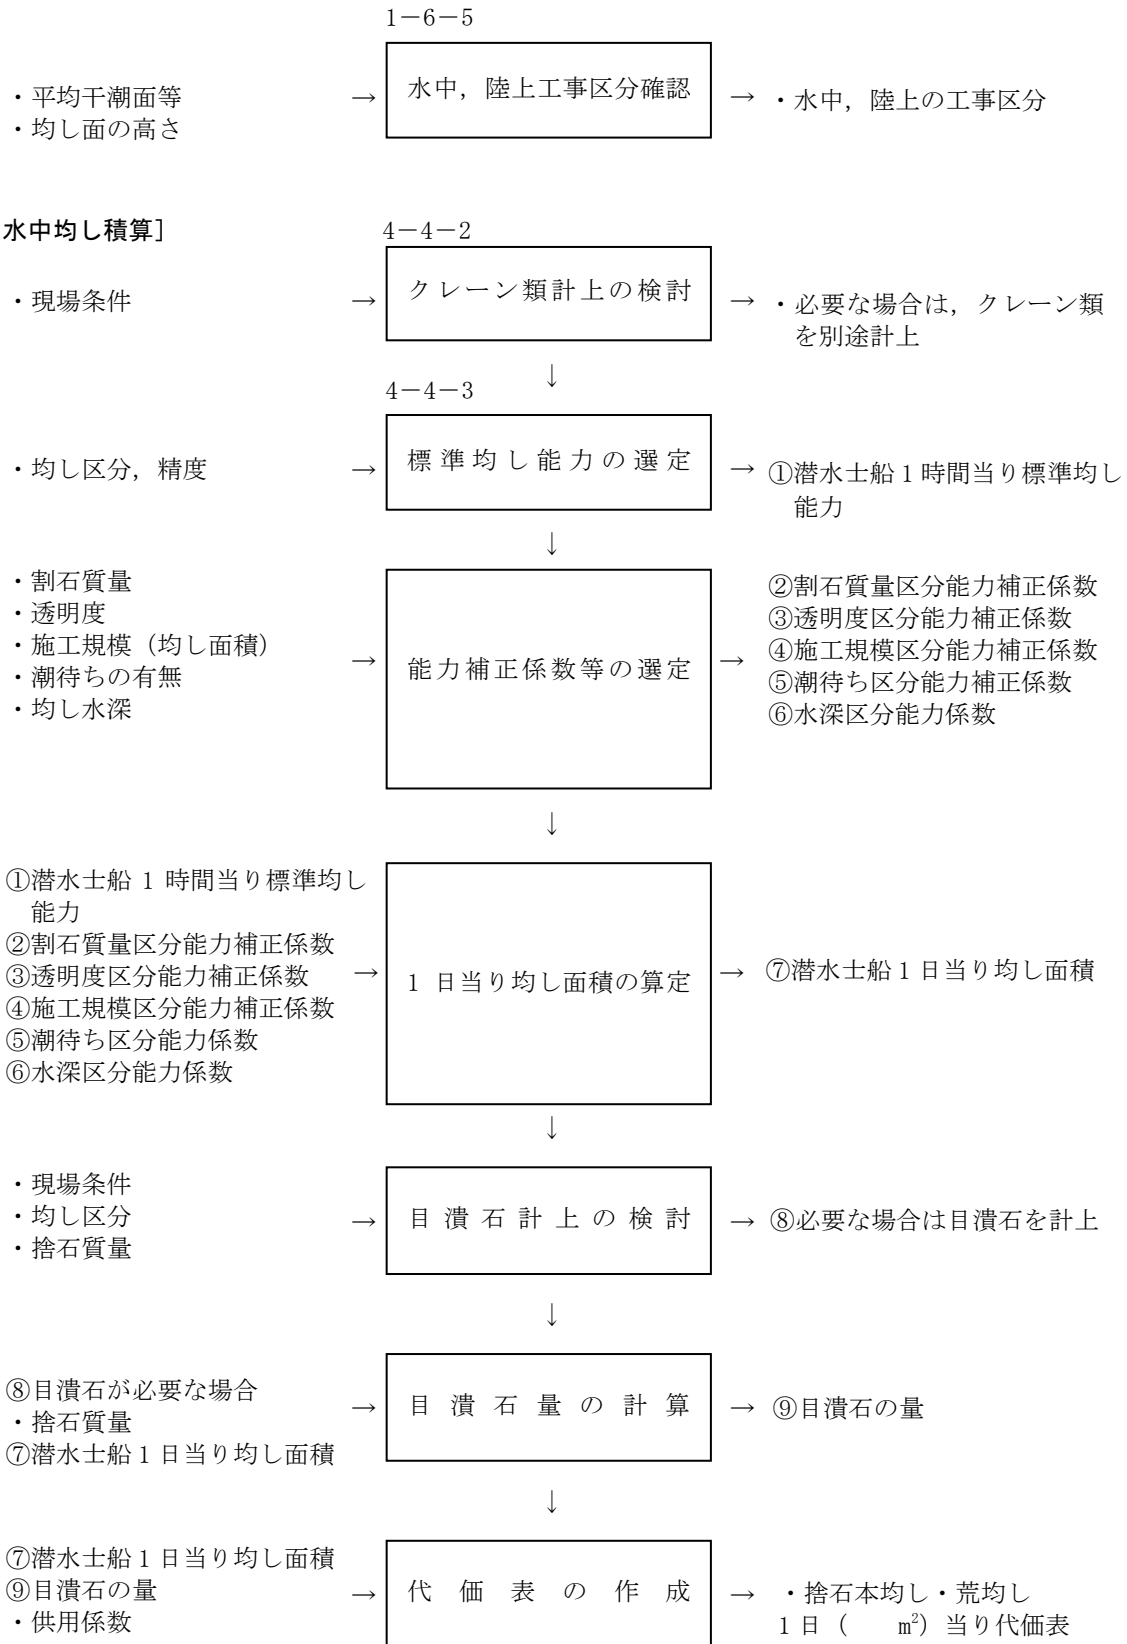 1－6－5
・平均干潮面等
・均し面の高さ
→
水中，陸上工事区分確認
→ ・水中，陸上の工事区分
水中均し積算］
4－4－2
・現場条件
→
クレーン類計上の検討
→ ・必要な場合は，クレーン類
を別途計上
↓
4－4－3
・均し区分，精度
→
標準均し能力の選定
→ ①潜水士船１時間当り標準均し
能力
↓
・割石質量
・透明度
・施工規模（均し面積）
・潮待ちの有無
・均し水深
→
能力補正係数等の選定
→
②割石質量区分能力補正係数
③透明度区分能力補正係数
④施工規模区分能力補正係数
⑤潮待ち区分能力補正係数
⑥水深区分能力係数
↓
①潜水士船 1 時間当り標準均し
能力
②割石質量区分能力補正係数
③透明度区分能力補正係数
④施工規模区分能力補正係数
⑤潮待ち区分能力係数
⑥水深区分能力係数
→
1 日当り均し面積の算定
→ ⑦潜水士船１日当り均し面積
↓
・現場条件
・均し区分
・捨石質量
→
目潰石計上の検討
→ ⑧必要な場合は目潰石を計上
↓
⑧目潰石が必要な場合
・捨石質量
⑦潜水士船１日当り均し面積
→
目潰石量の計算
→ ⑨目潰石の量
↓
⑦潜水士船１日当り均し面積
⑨目潰石の量
・供用係数
→
代価表の作成
→ ・捨石本均し・荒均し
１日（　　㎡）当り代価表